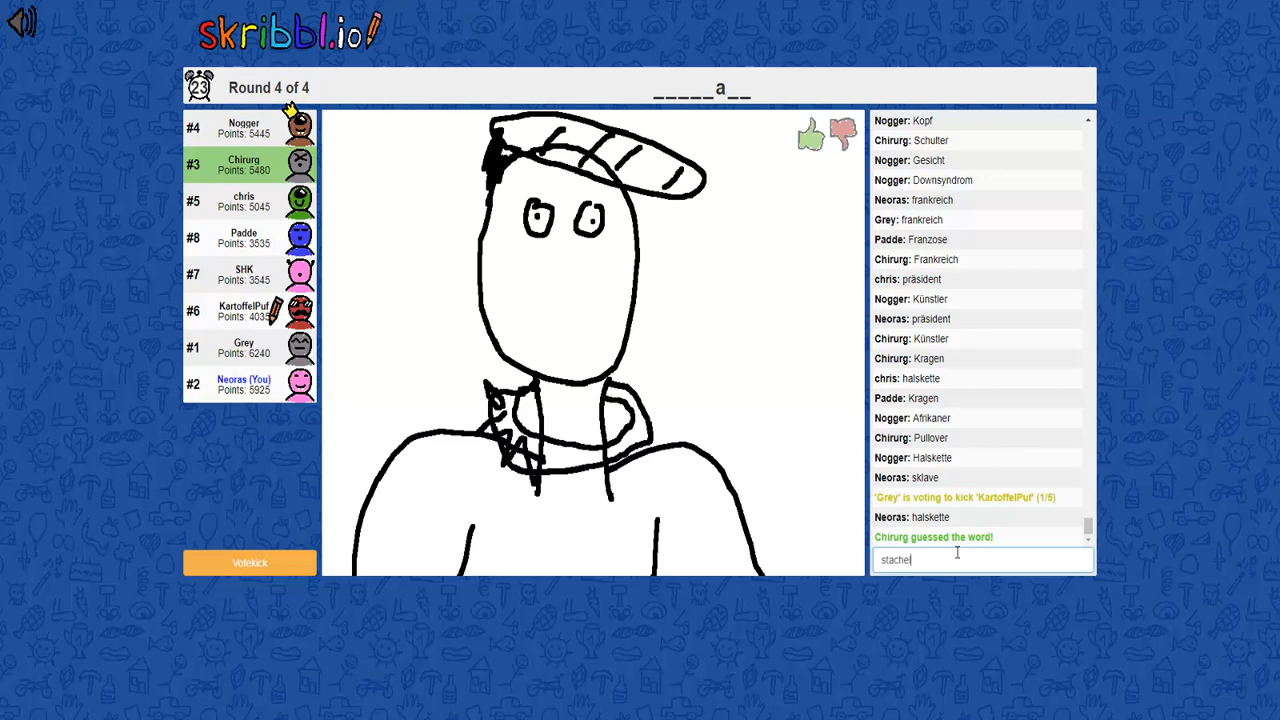 skribbl.io
23
Round 4 of 4
_____a__
#4
Nogger
Points: 5445
#3
Chirurg
Points: 5480
#5
chris
Points: 5045
#8
Padde
Points: 3535
#7
SHK
Points: 3545
#6
KartoffelPuf
Points: 4035
#1
Grey
Points: 6240
#2
Neoras (You)
Points: 5925
Votekick
Nogger: Kopf
Chirurg: Schulter
Nogger: Gesicht
Nogger: Downsyndrom
Neoras: frankreich
Grey: frankreich
Padde: Franzose
Chirurg: Frankreich
chris: präsident
Nogger: Künstler
Neoras: präsident
Chirurg: Künstler
Chirurg: Kragen
chris: halskette
Padde: Kragen
Nogger: Afrikaner
Chirurg: Pullover
Nogger: Halskette
Neoras: sklave
'Grey' is voting to kick 'KartoffelPuf' (1/5)
Neoras: halskette
Chirurg guessed the word!
stachel